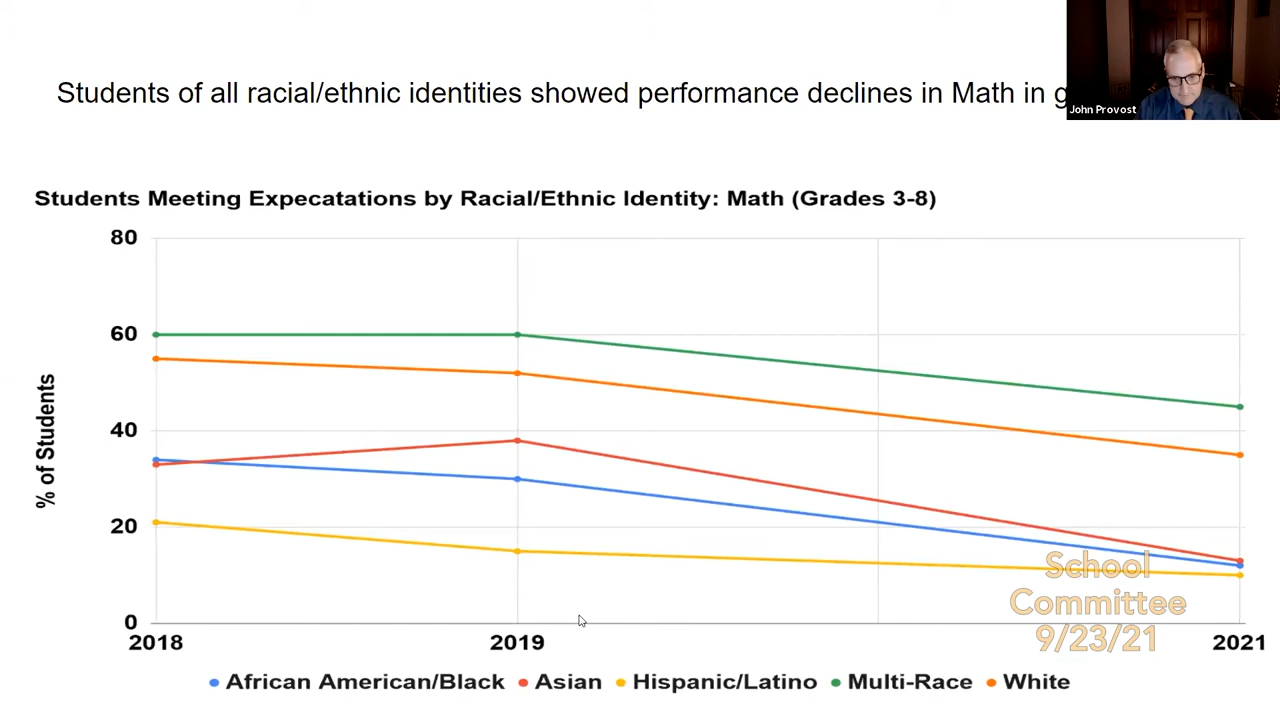 Students of all racial/ethnic identities showed performance declines in Math in g
John Provost
Students Meeting Expecatations by Racial/Ethnic Identity: Math (Grades 3-8)
80
60
40
20
0
% of Students
2018 2019 2021
School
Committee
9/23/21
African American/Black Asian Hispanic/Latino Multi-Race White